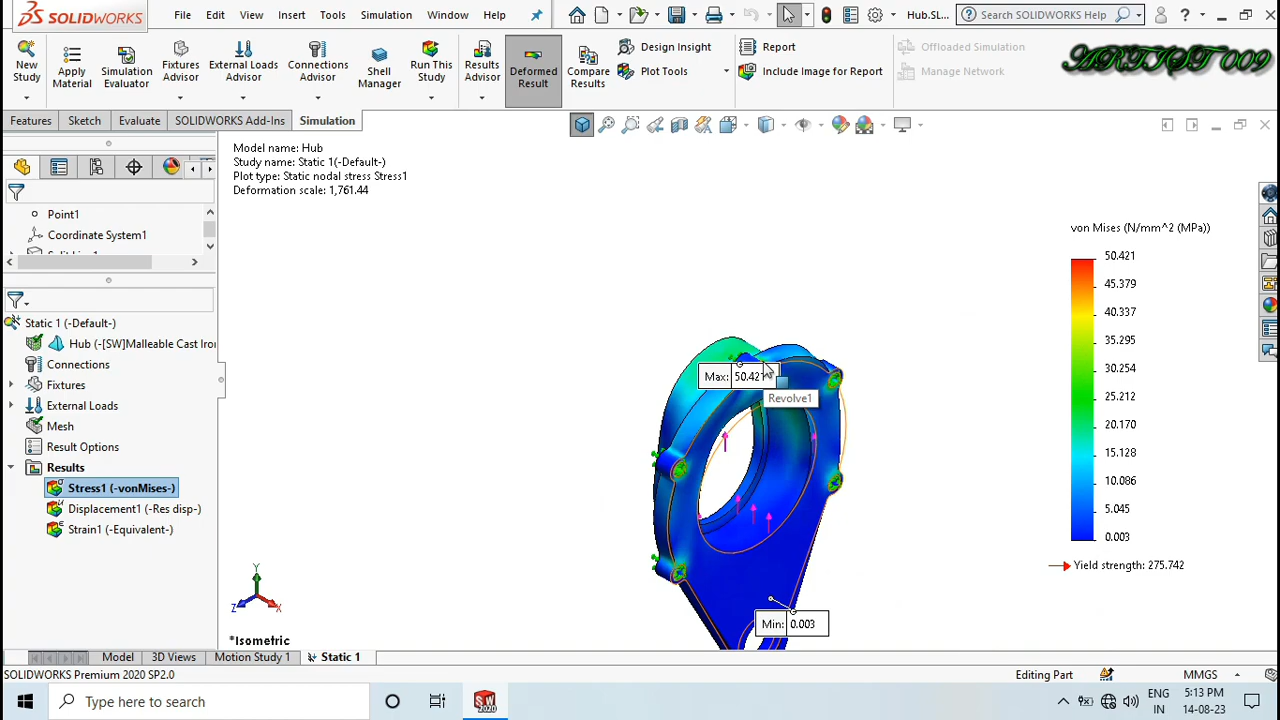 SOLIDWORKS
File Edit View Insert Tools Simulation Window Help
Hub.SL...
Search SOLIDWORKS Help
New Study
Apply Material
Simulation Evaluator
Fixtures Advisor
External Loads Advisor
Connections Advisor
Shell Manager
Run This Study
Results Advisor
Deformed Result
Compare Results
Design Insight
Plot Tools
Report
Include Image for Report
Offloaded Simulation
Manage Network
ARTIST 009
Features Sketch Evaluate SOLIDWORKS Add-Ins Simulation
Model name: Hub
Study name: Static 1(-Default-)
Plot type: Static nodal stress Stress1
Deformation scale: 1,761.44
Point1
Coordinate System1
Static 1 (-Default-)
Hub (-[SW]Malleable Cast Iron
Connections
Fixtures
External Loads
Mesh
Result Options
Results
Stress1 (-vonMises-)
Displacement1 (-Res disp-)
Strain1 (-Equivalent-)
von Mises (N/mm^2 (MPa))
50.421
45.379
40.337
35.295
30.254
25.212
20.170
15.128
10.086
5.045
0.003
Yield strength: 275.742
Max: 50.421
Revolve1
Min: 0.003
Y
Z X
*Isometric
Model 3D Views Motion Study 1 Static 1
SOLIDWORKS Premium 2020 SP2.0
Editing Part
MMGS
Type here to search
SW
2020
ENG
IN
5:13 PM
14-08-23